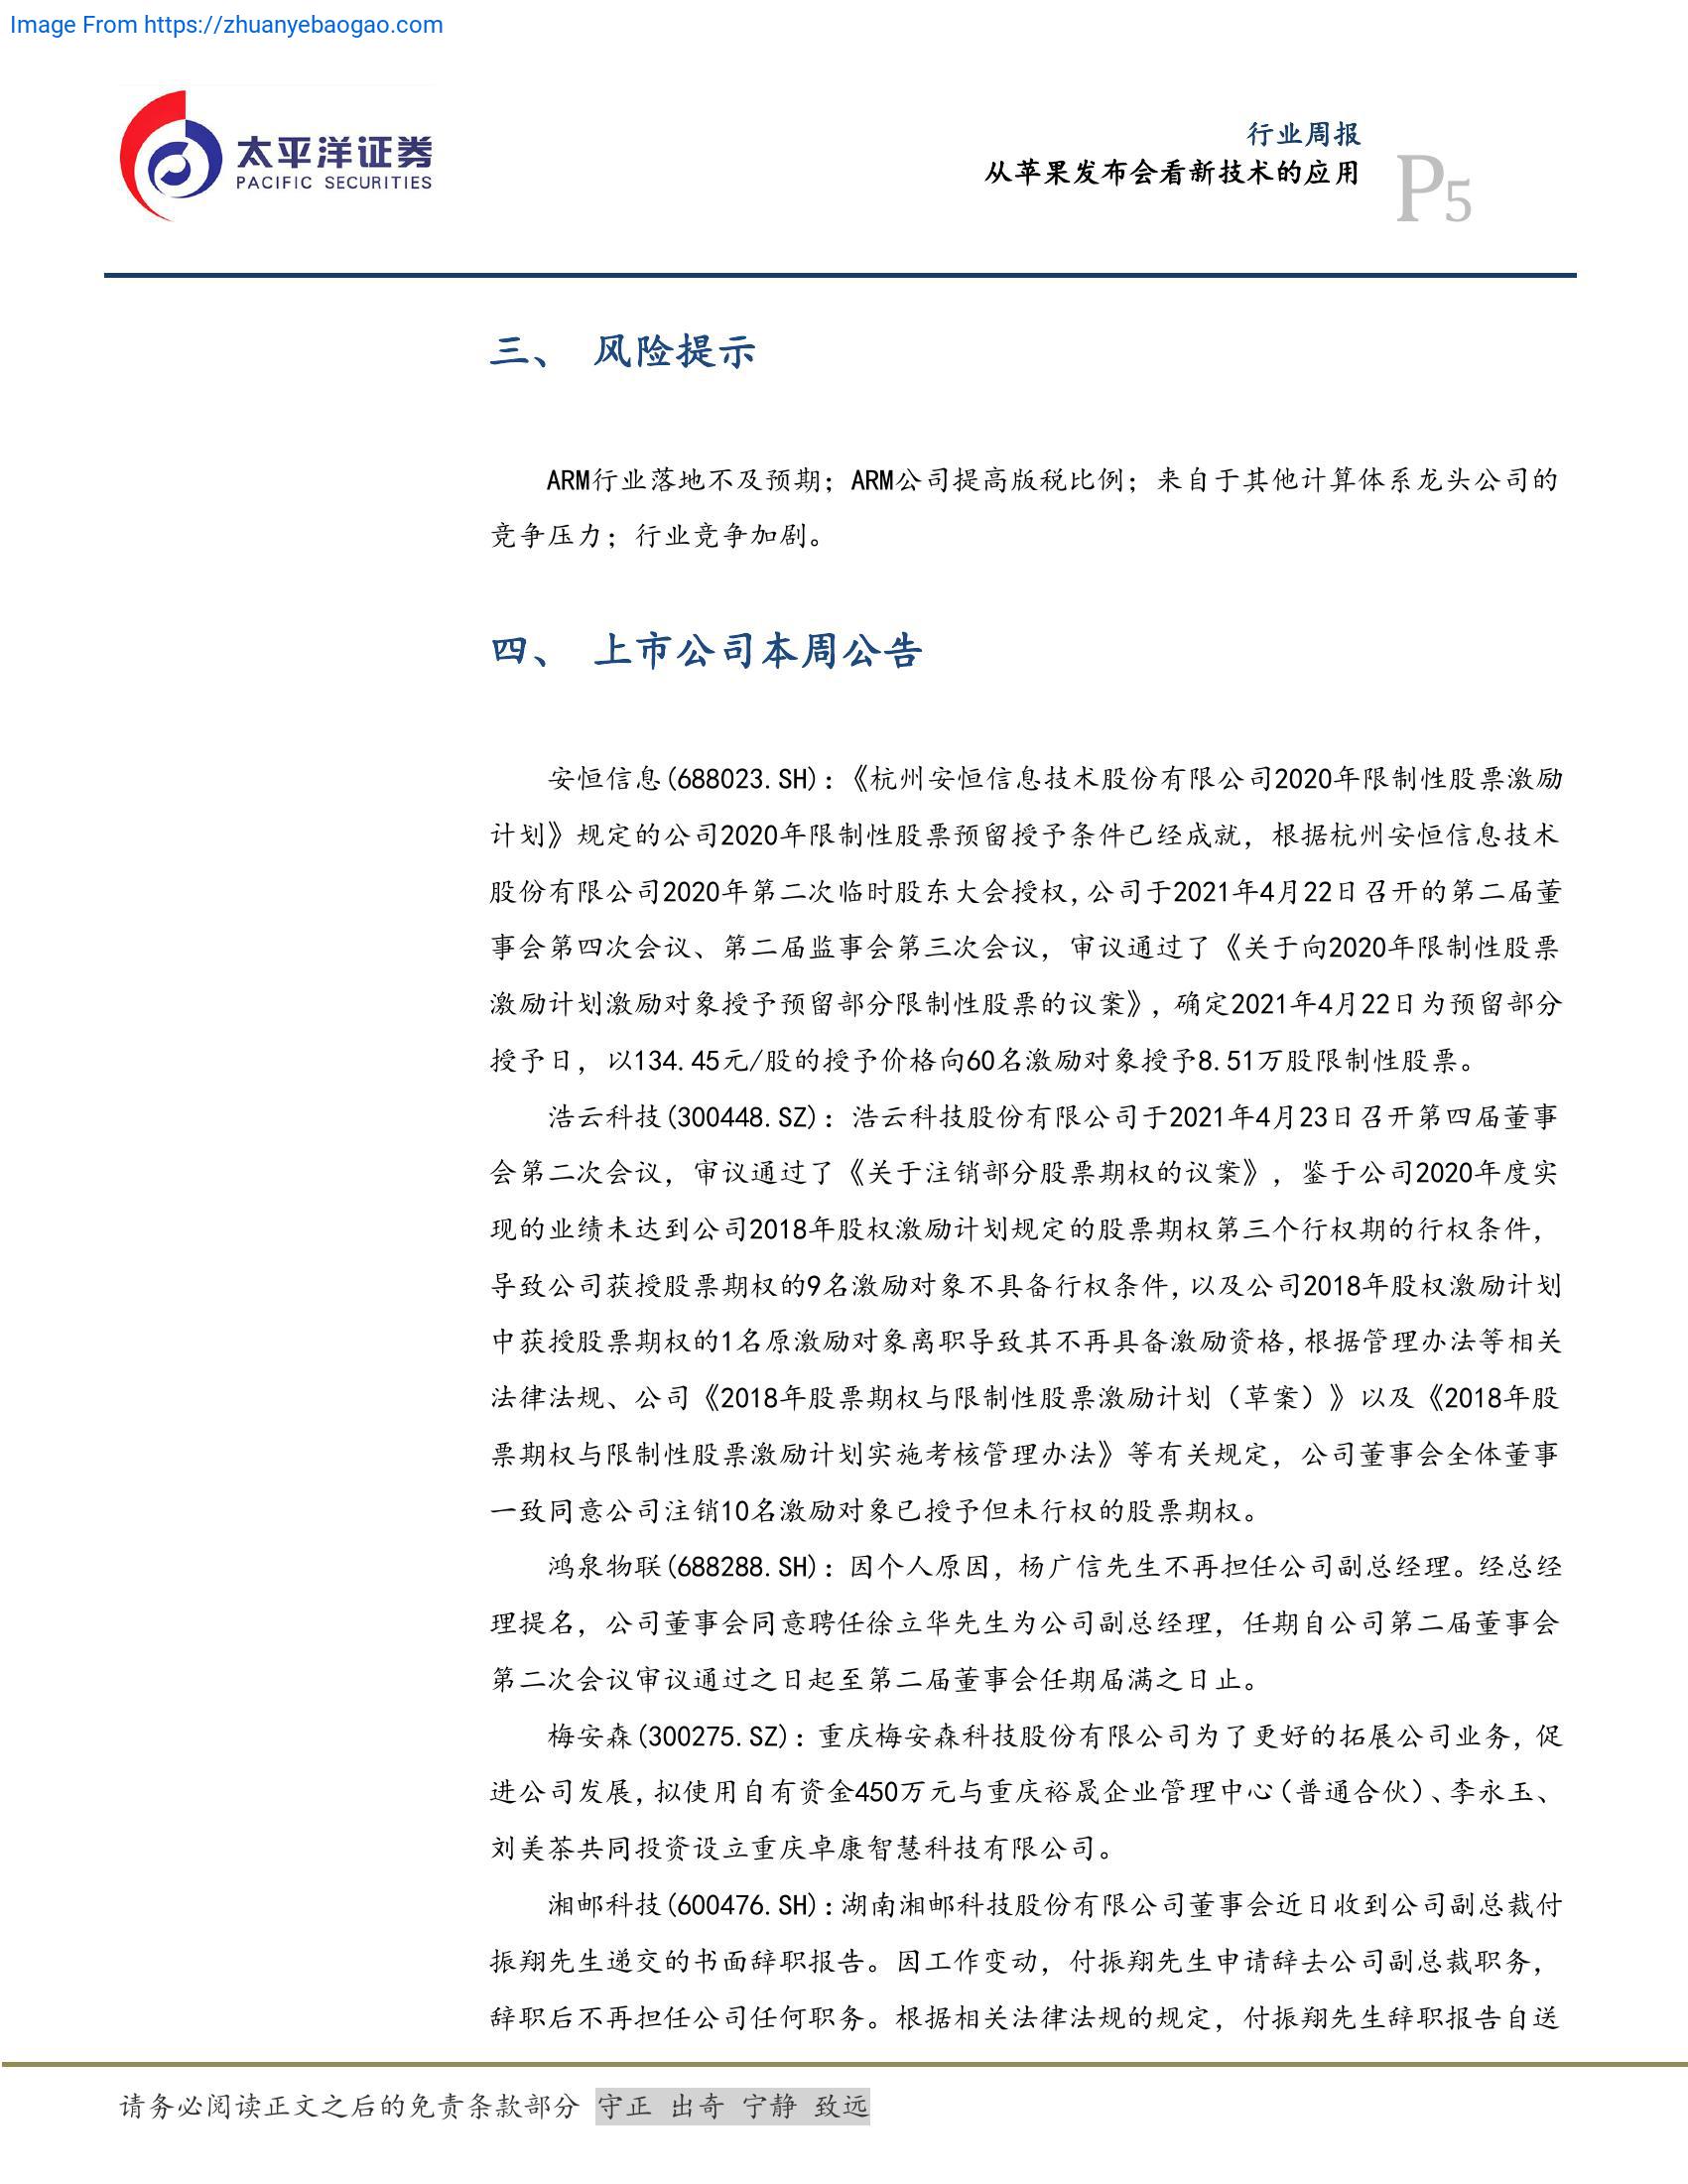 Image From https://zhuanyebaogao.com
太平洋证券
PACIFIC SECURITIES
行业周报
从苹果发布会看新技术的应用
P5
三、 风险提示
ARM行业落地不及预期；ARM公司提高版税比例；来自于其他计算体系龙头公司的
竞争压力；行业竞争加剧。
四、 上市公司本周公告
安恒信息(688023.SH)：《杭州安恒信息技术股份有限公司2020年限制性股票激励
计划》规定的公司2020年限制性股票预留授予条件已经成就，根据杭州安恒信息技术
股份有限公司2020年第二次临时股东大会授权，公司于2021年4月22日召开的第二届董
事会第四次会议、第二届监事会第三次会议，审议通过了《关于向2020年限制性股票
激励计划激励对象授予预留部分限制性股票的议案》，确定2021年4月22日为预留部分
授予日，以134.45元/股的授予价格向60名激励对象授予8.51万股限制性股票。
浩云科技(300448.SZ)：浩云科技股份有限公司于2021年4月23日召开第四届董事
会第二次会议，审议通过了《关于注销部分股票期权的议案》，鉴于公司2020年度实
现的业绩未达到公司2018年股权激励计划规定的股票期权第三个行权期的行权条件，
导致公司获授股票期权的9名激励对象不具备行权条件，以及公司2018年股权激励计划
中获授股票期权的1名原激励对象离职导致其不再具备激励资格，根据管理办法等相关
法律法规、公司《2018年股票期权与限制性股票激励计划（草案）》以及《2018年股
票期权与限制性股票激励计划实施考核管理办法》等有关规定，公司董事会全体董事
一致同意公司注销10名激励对象已授予但未行权的股票期权。
鸿泉物联(688288.SH)：因个人原因，杨广信先生不再担任公司副总经理。经总经
理提名，公司董事会同意聘任徐立华先生为公司副总经理，任期自公司第二届董事会
第二次会议审议通过之日起至第二届董事会任期届满之日止。
梅安森(300275.SZ)：重庆梅安森科技股份有限公司为了更好的拓展公司业务，促
进公司发展，拟使用自有资金450万元与重庆裕晟企业管理中心（普通合伙）、李永玉、
刘美茶共同投资设立重庆卓康智慧科技有限公司。
湘邮科技(600476.SH)：湖南湘邮科技股份有限公司董事会近日收到公司副总裁付
振翔先生递交的书面辞职报告。因工作变动，付振翔先生申请辞去公司副总裁职务，
辞职后不再担任公司任何职务。根据相关法律法规的规定，付振翔先生辞职报告自送
请务必阅读正文之后的免责条款部分 守正 出奇 宁静 致远